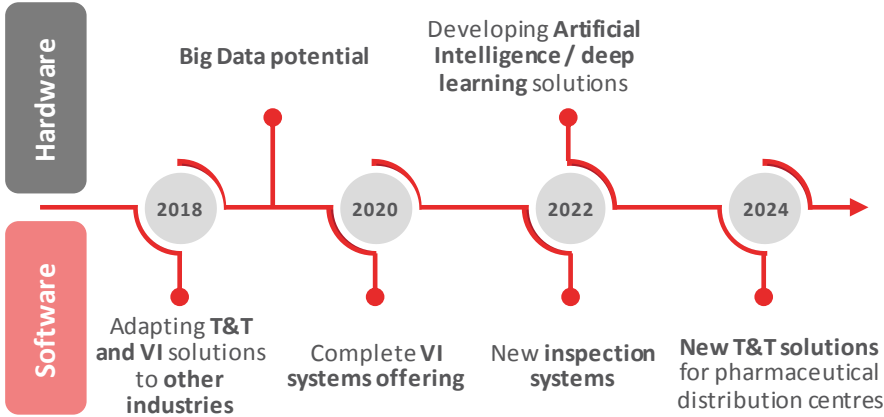 Hardware
Big Data potential
Developing Artificial
Intelligence / deep
learning solutions
2018
2020
2022
2024
Software
Adapting T&T
and VI solutions
to other
industries
Complete VI
systems offering
New inspection
systems
New T&T solutions
for pharmaceutical
distribution centres